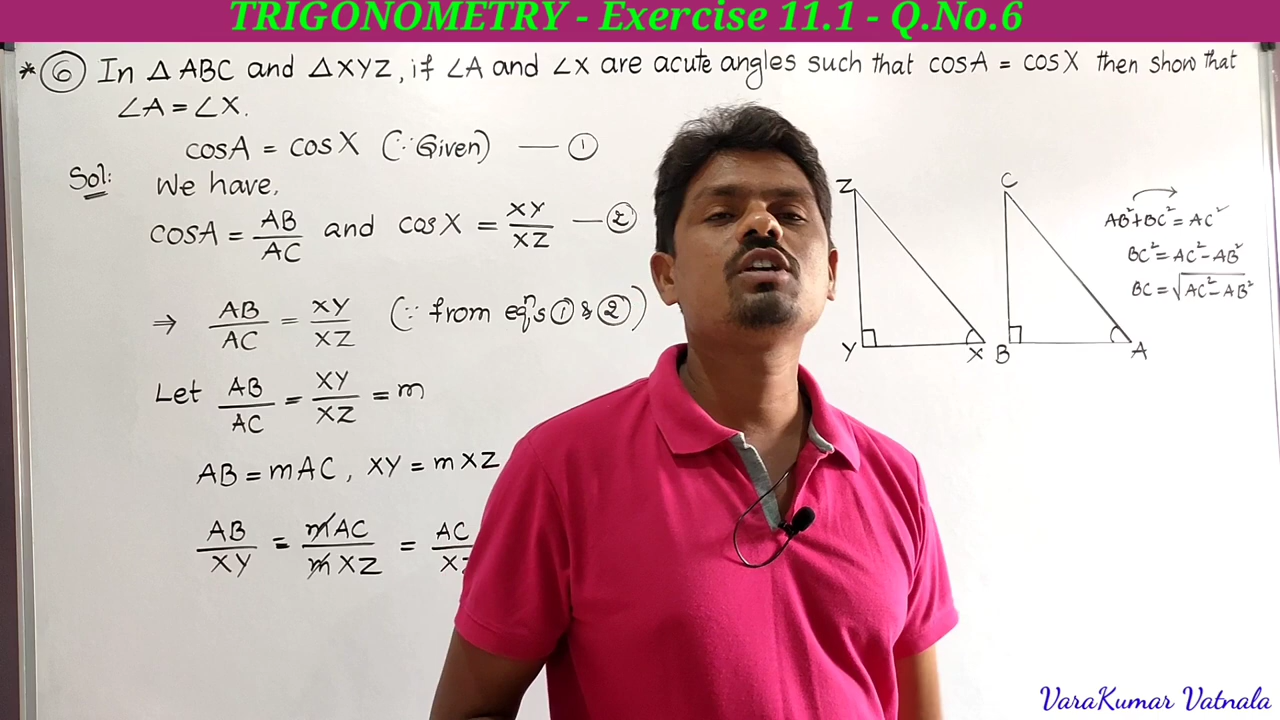 TRIGONOMETRY - Exercise 11.1 - Q.No.6
* ⑥ In △ ABC and △XYZ, if ∠A and ∠X are acute angles such that cosA = cosX then show that
∠A = ∠X.
cosA = cosX (∵ Given) — ①
Sol: We have,
cosA = AB/AC and cosX = XY/XZ — ②
⇒ AB/AC = XY/XZ (∵ from eqns ① & ②)
Let AB/AC = XY/XZ = m
AB = mAC, XY = mXZ
AB/XY = mAC/mXZ = AC/XZ
Z
Y
X
C
B
A
AB² + BC² = AC²
BC² = AC² - AB²
BC = √AC² - AB²
VaraKumar Vatnala